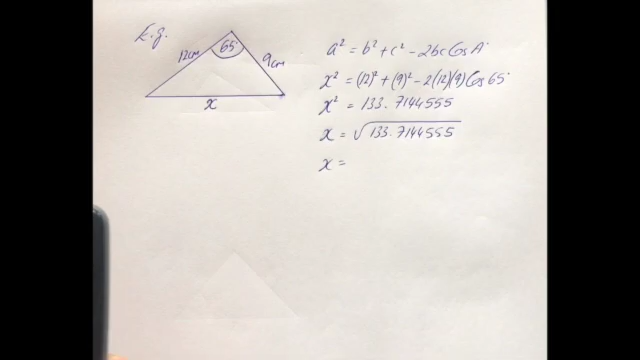 E.g.
12cm
65°
9cm
x
a² = b² + c² - 2bc Cos A
x² = (12)² + (9)² - 2(12)(9) Cos 65°
x² = 133.7144555
x = √133.7144555
x =